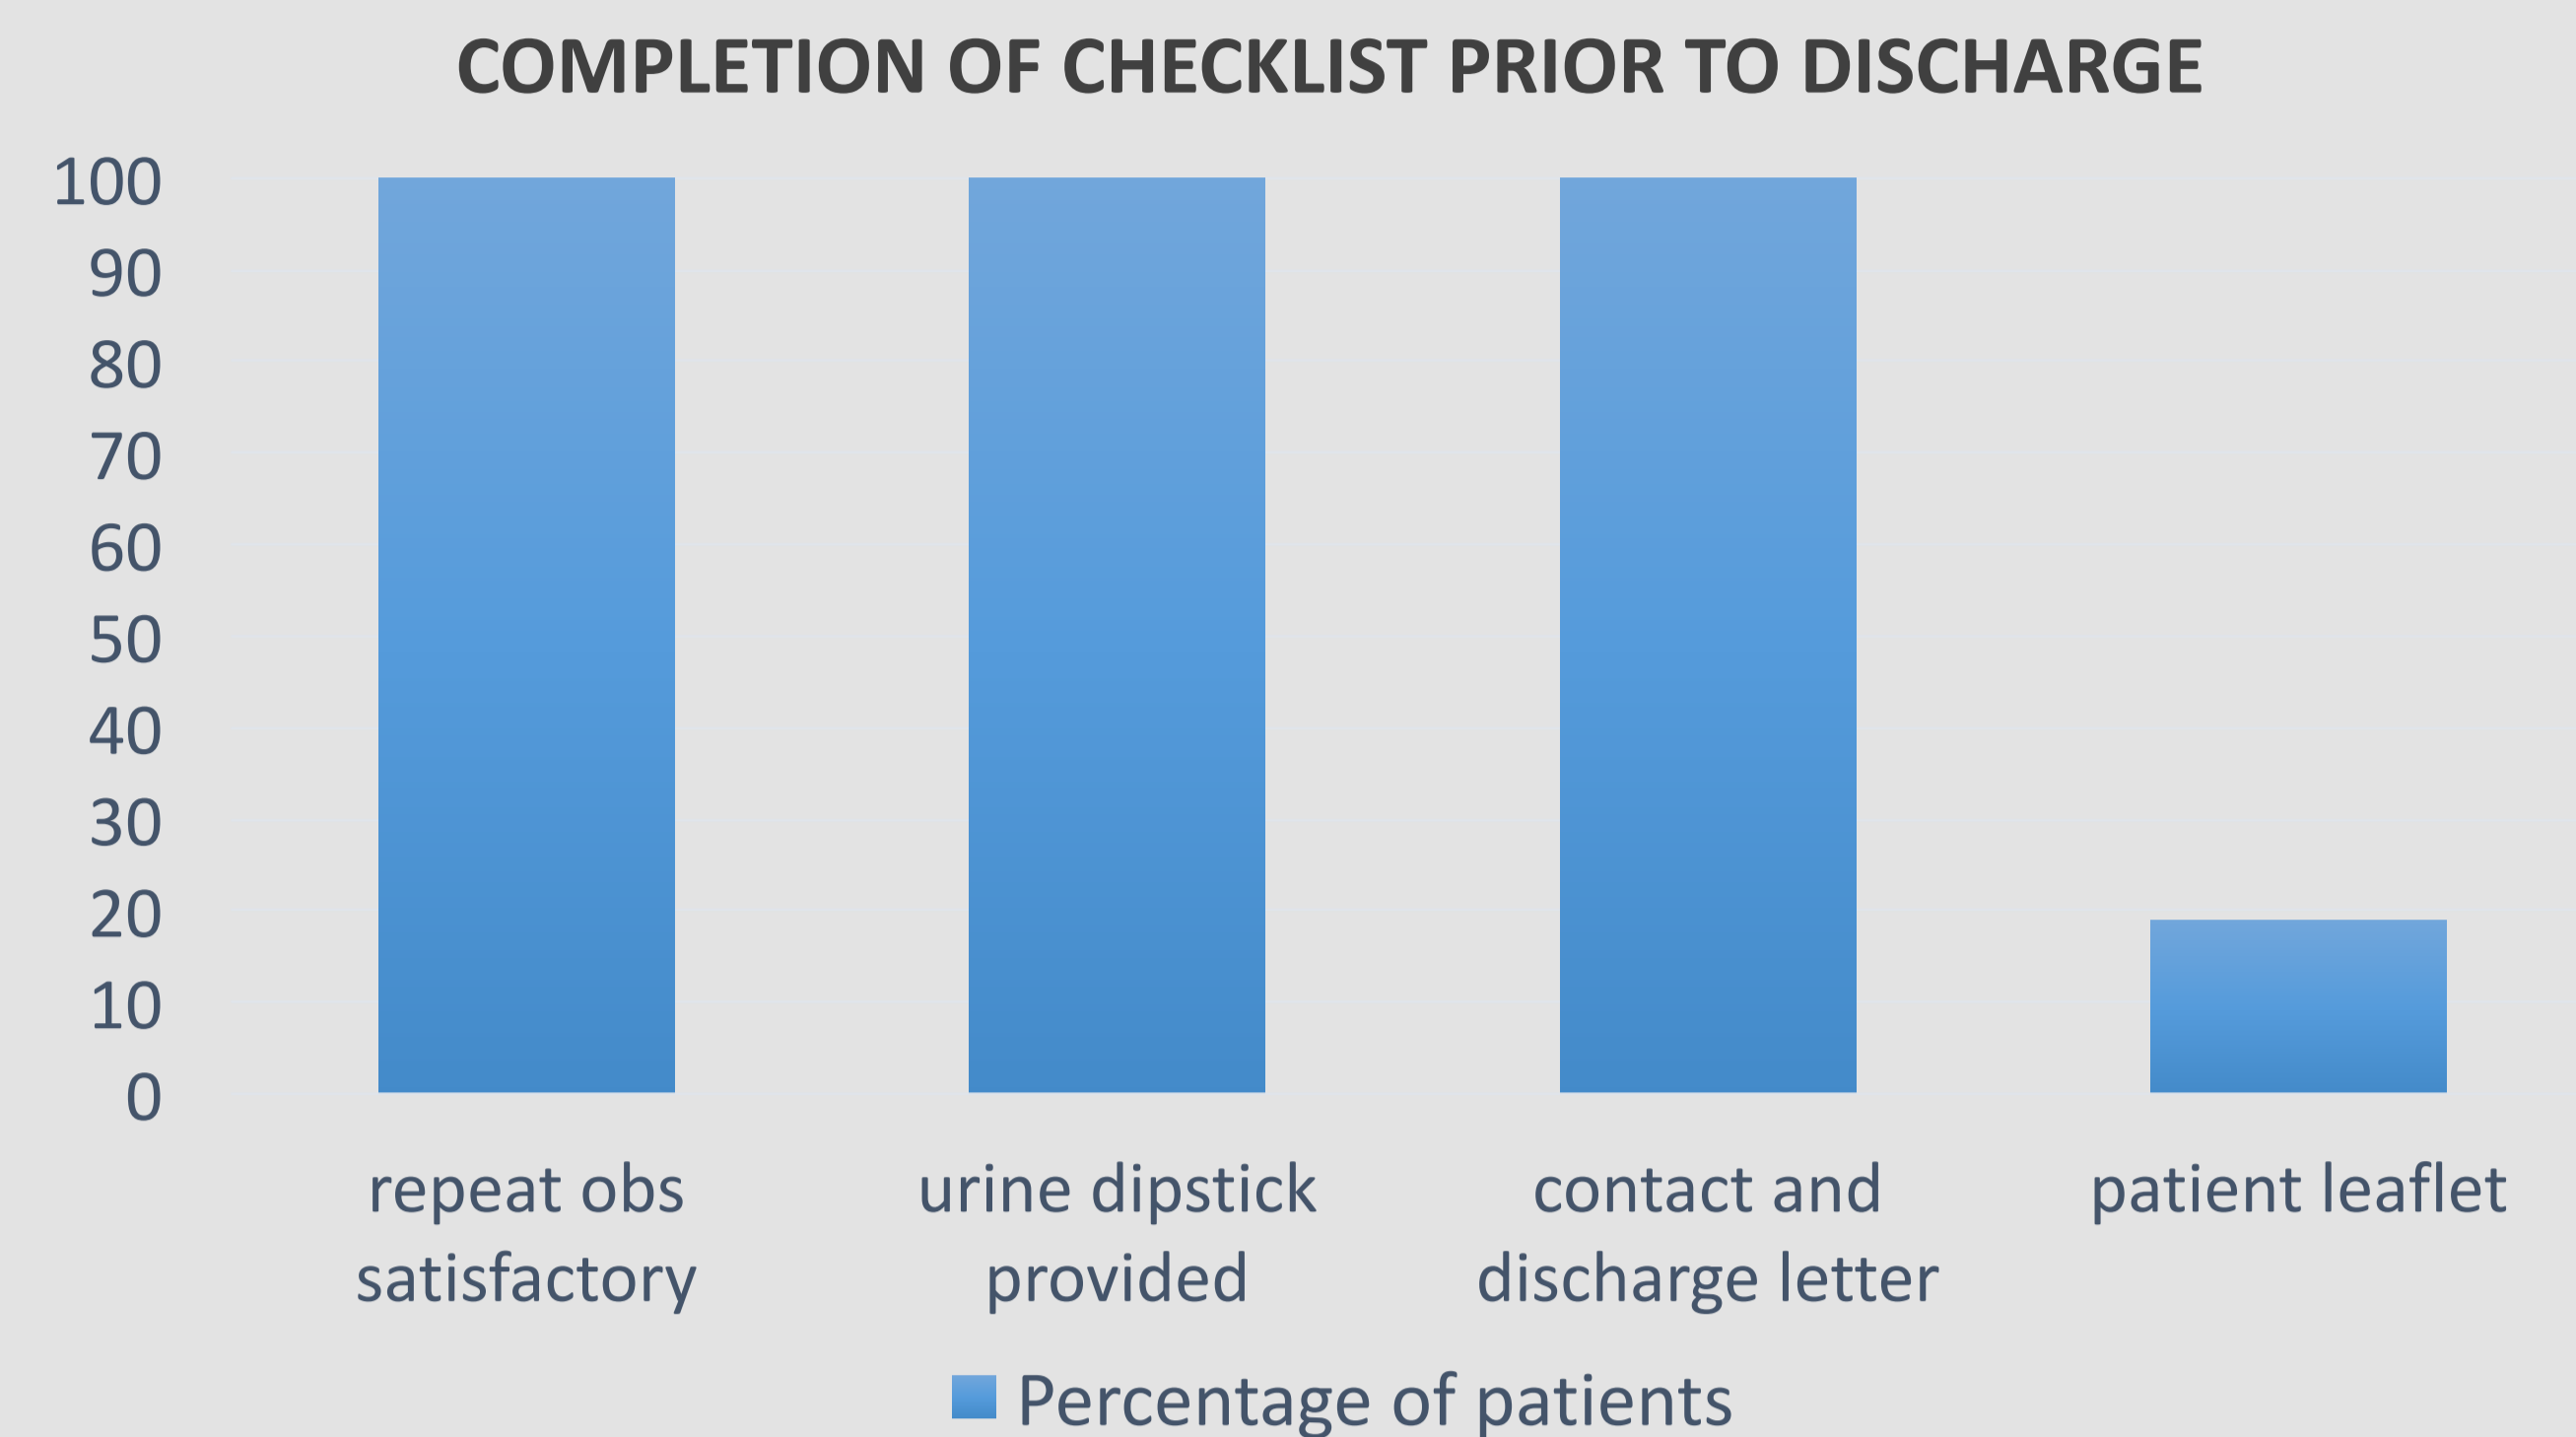 COMPLETION OF CHECKLIST PRIOR TO DISCHARGE
100
90
80
70
60
50
40
30
20
10
0
repeat obs
satisfactory
urine dipstick
provided
contact and
discharge letter
patient leaflet
Percentage of patients